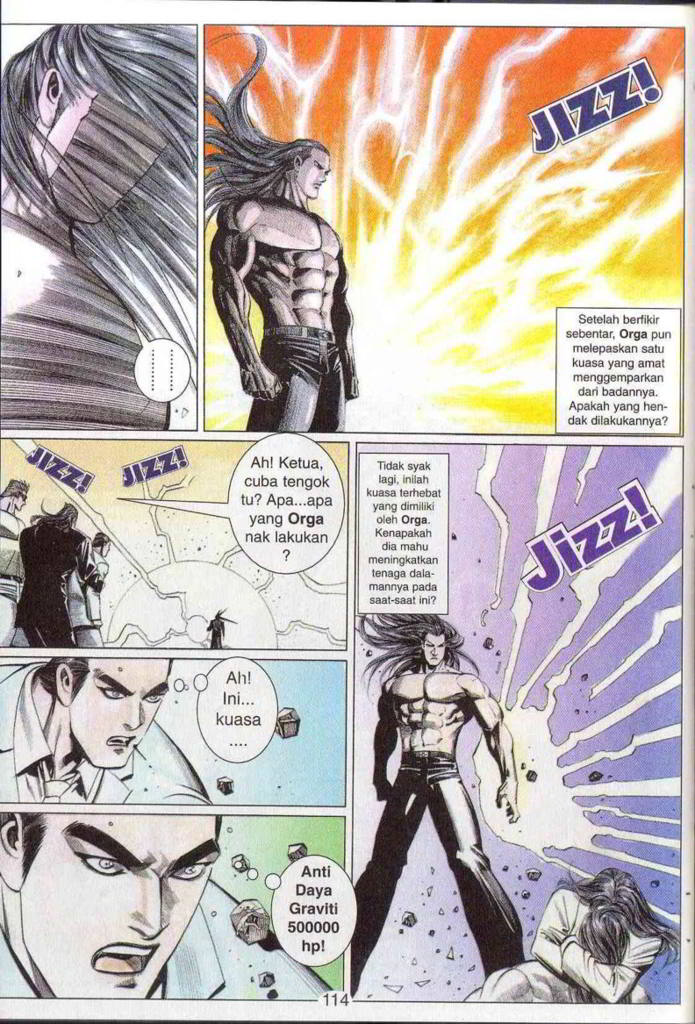 ......
JIZZ!
Setelah berfikir
sebentar, Orga pun
melepaskan satu
kuasa yang amat
menggemparkan
dari badannya.
Apakah yang hen-
dak dilakukannya?
JIZZ!
JIZZ!
Ah! Ketua,
cuba tengok
tu? Apa...apa
yang Orga
nak lakukan
?
Tidak syak
lagi, inilah
kuasa terhebat
yang dimiliki
oleh Orga.
Kenapakah
dia mahu
meningkatkan
tenaga dala-
mannya pada
saat-saat ini?
Jizz!
Ah!
Ini...
kuasa
....
Anti
Daya
Graviti
500000
hp!
114